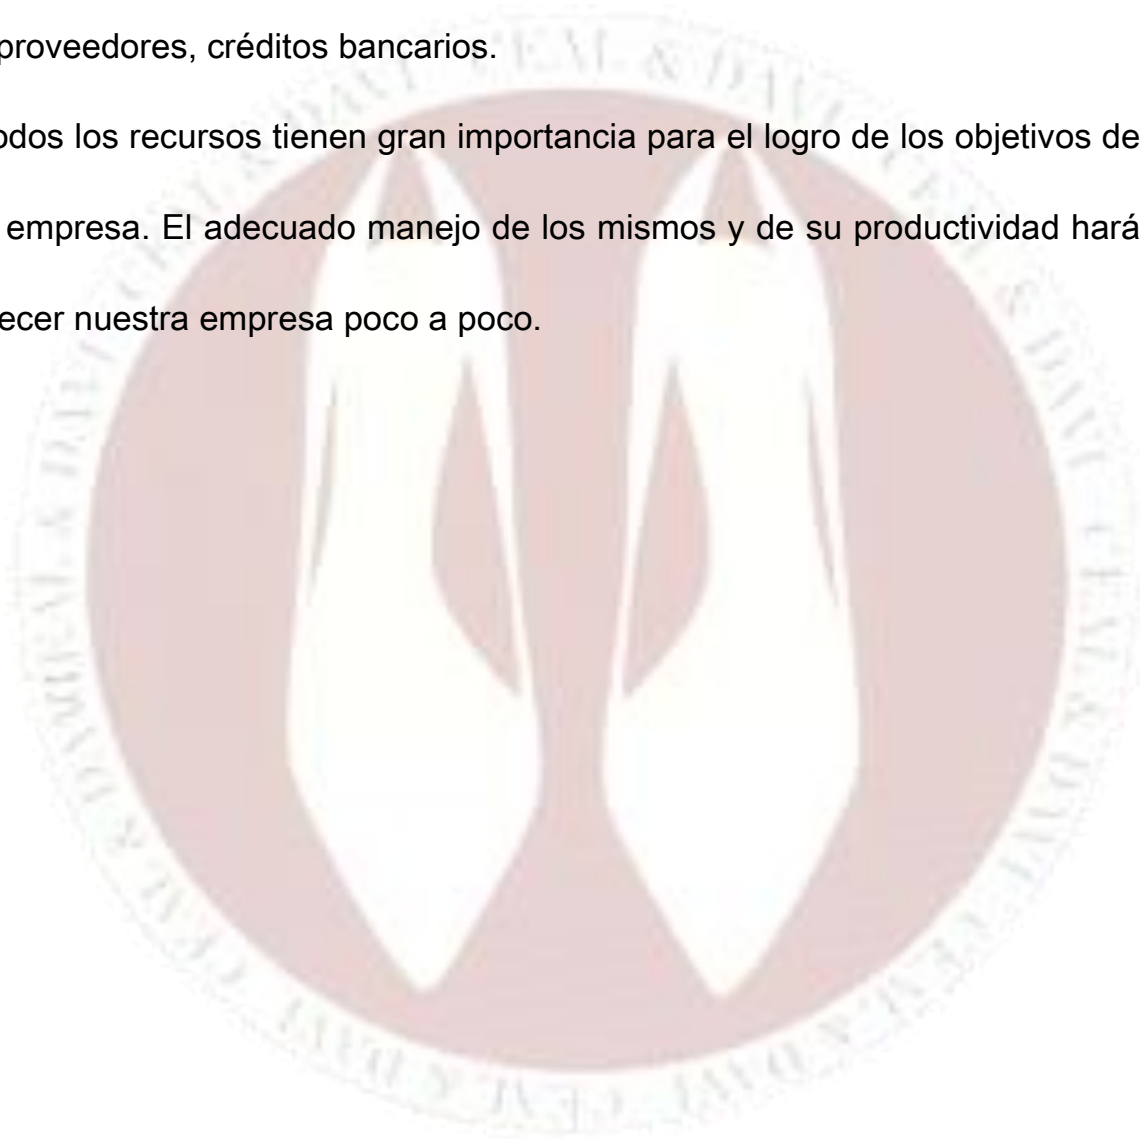 proveedores, créditos bancarios.
odos los recursos tienen gran importancia para el logro de los objetivos de
empresa. El adecuado manejo de los mismos y de su productividad hará
ecer nuestra empresa poco a poco.